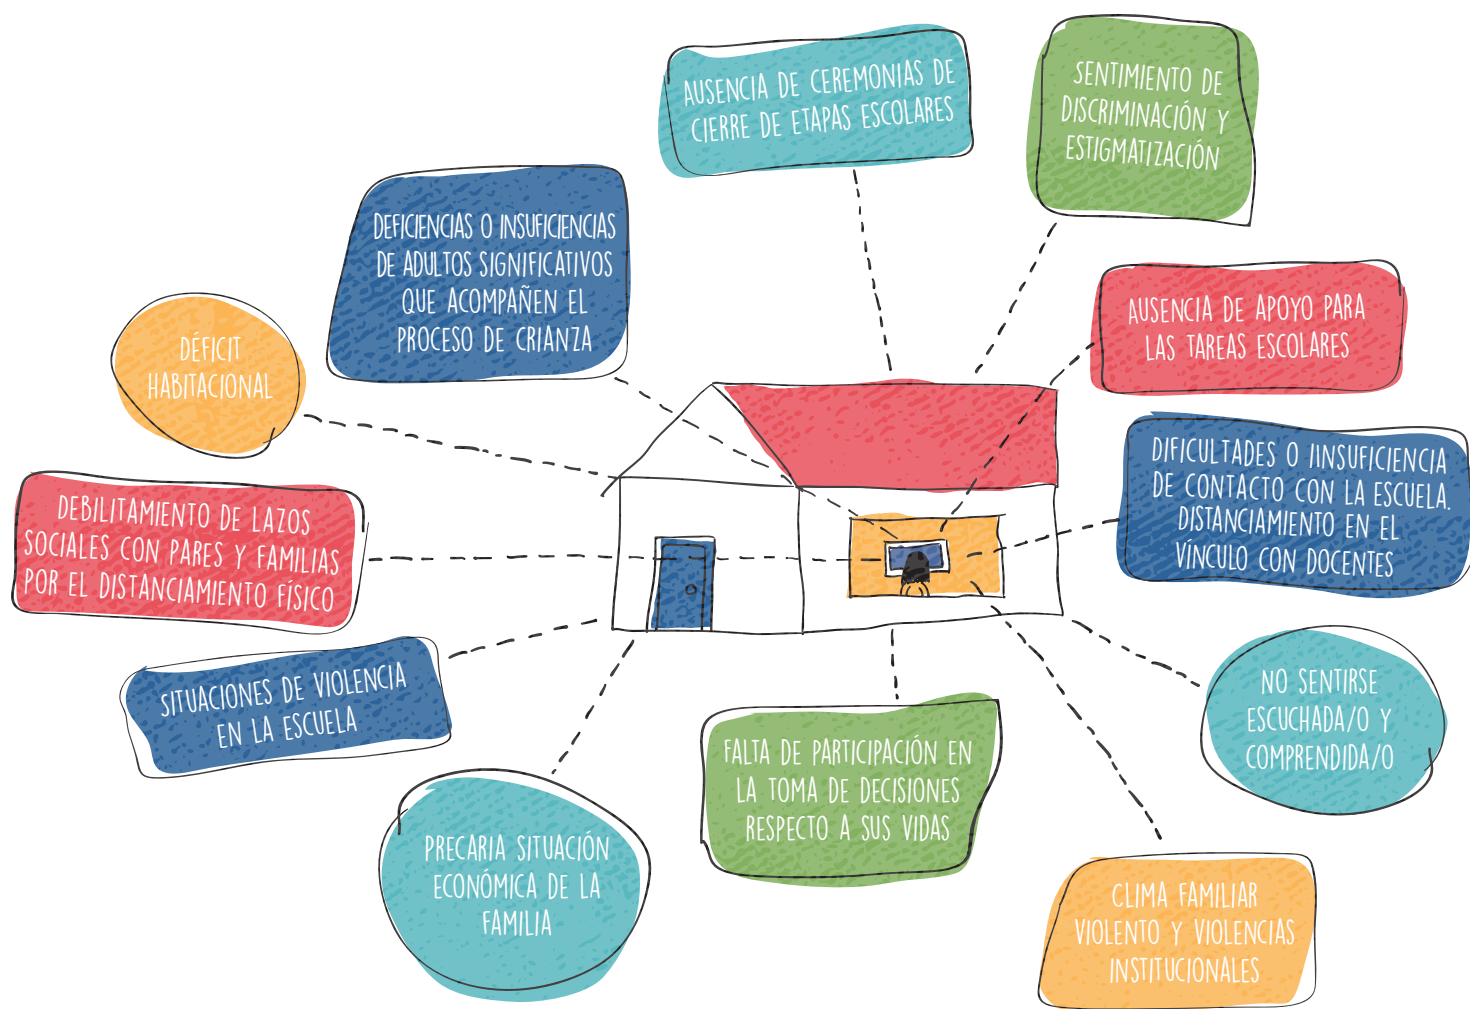 AUSENCIA DE CEREMONIAS DE
CIERRE DE ETAPAS ESCOLARES
SENTIMIENTO DE
DISCRIMINACIÓN Y
ESTIGMATIZACIÓN
DEFICIENCIAS O INSUFICIENCIAS
DE ADULTOS SIGNIFICATIVOS
QUE ACOMPAÑEN EL
PROCESO DE CRIANZA
AUSENCIA DE APOYO PARA
LAS TAREAS ESCOLARES
DÉFICIT
HABITACIONAL
DIFICULTADES O INSUFICIENCIA
DE CONTACTO CON LA ESCUELA.
DISTANCIAMIENTO EN EL
VÍNCULO CON DOCENTES
DEBILITAMIENTO DE LAZOS
SOCIALES CON PARES Y FAMILIAS
POR EL DISTANCIAMIENTO FÍSICO
SITUACIONES DE VIOLENCIA
EN LA ESCUELA
NO SENTIRSE
ESCUCHADA/O Y
COMPRENDIDA/O
FALTA DE PARTICIPACIÓN EN
LA TOMA DE DECISIONES
RESPECTO A SUS VIDAS
PRECARIA SITUACIÓN
ECONÓMICA DE LA
FAMILIA
CLIMA FAMILIAR
VIOLENTO Y VIOLENCIAS
INSTITUCIONALES